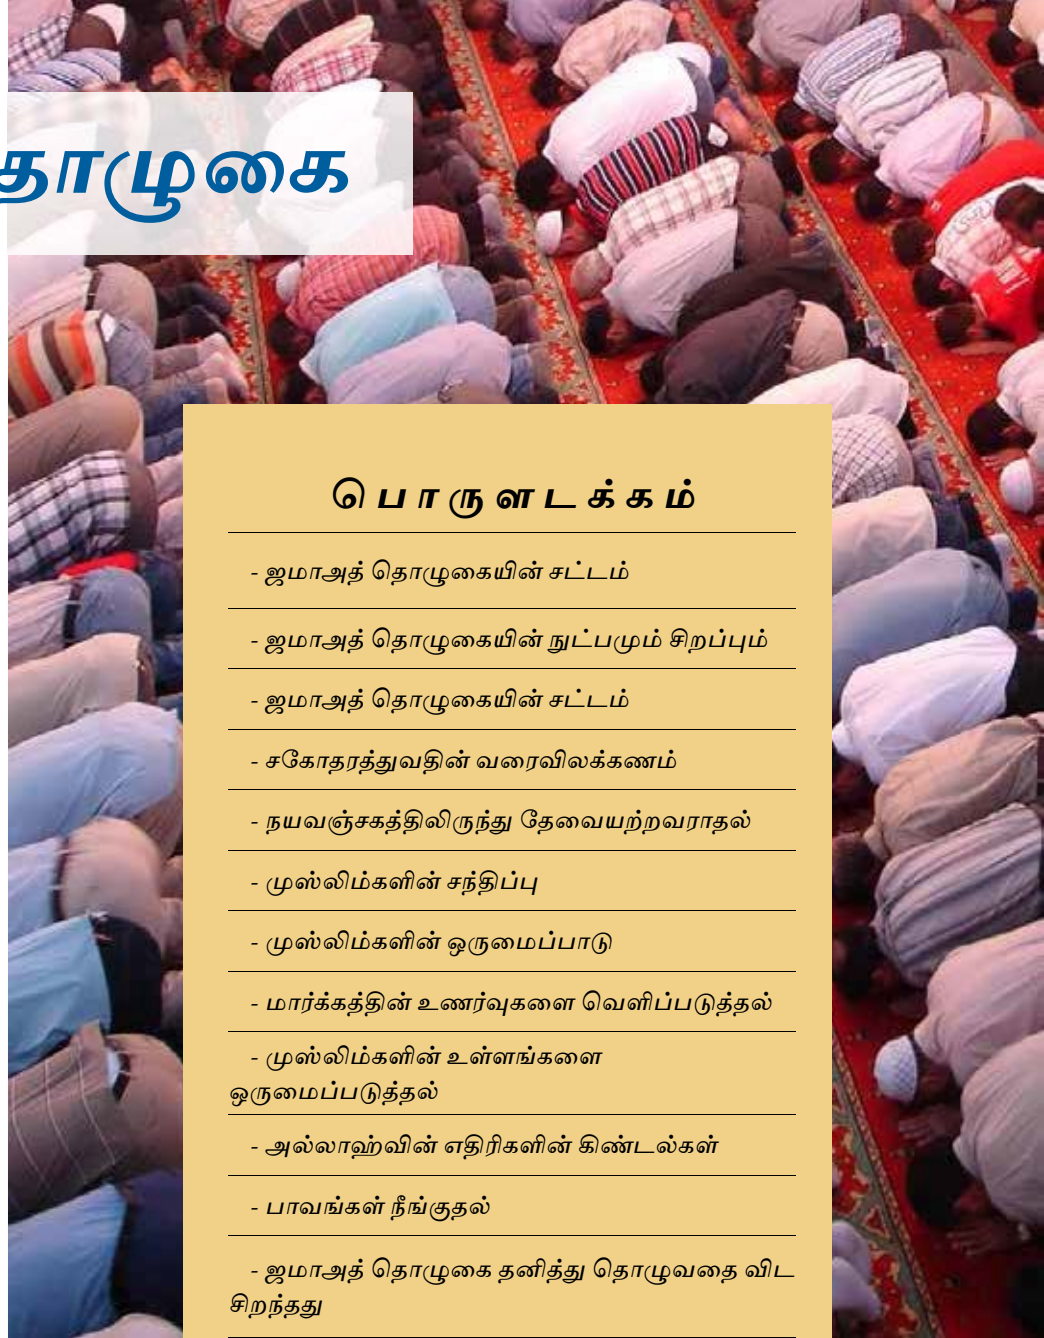 தொழுகை
பொருளடக்கம்
- ஜமாஅத் தொழுகையின் சட்டம்
- ஜமாஅத் தொழுகையின் நுட்பமும் சிறப்பும்
- ஜமாஅத் தொழுகையின் சட்டம்
- சகோதரத்துவதின் வரைவிலக்கணம்
- நயவஞ்சகத்திலிருந்து தேவையற்றவராதல்
- முஸ்லிம்களின் சந்திப்பு
- முஸ்லிம்களின் ஒருமைப்பாடு
- மார்க்கத்தின் உணர்வுகளை வெளிப்படுத்தல்
- முஸ்லிம்களின் உள்ளங்களை
ஒருமைப்படுத்தல்
- அல்லாஹ்வின் எதிரிகளின் கிண்டல்கள்
- பாவங்கள் நீங்குதல்
- ஜமாஅத் தொழுகை தனித்து தொழுவதை விட
சிறந்தது